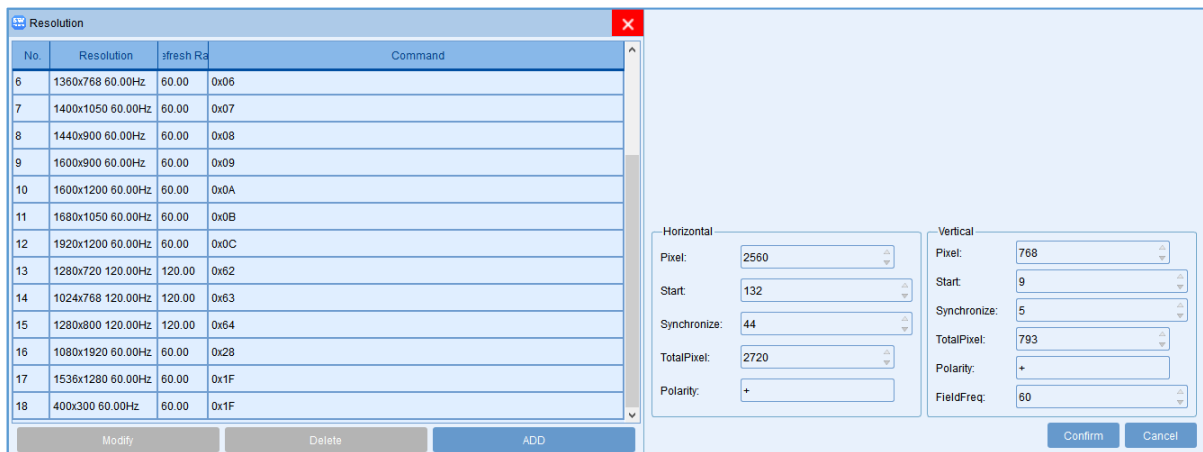 Resolution
No. Resolution efresh Ra Command
6 1360x768 60.00Hz 60.00 0x06
7 1400x1050 60.00Hz 60.00 0x07
8 1440x900 60.00Hz 60.00 0x08
9 1600x900 60.00Hz 60.00 0x09
10 1600x1200 60.00Hz 60.00 0x0A
11 1680x1050 60.00Hz 60.00 0x0B
12 1920x1200 60.00Hz 60.00 0x0C
13 1280x720 120.00Hz 120.00 0x62
14 1024x768 120.00Hz 120.00 0x63
15 1280x800 120.00Hz 120.00 0x64
16 1080x1920 60.00Hz 60.00 0x28
17 1536x1280 60.00Hz 60.00 0x1F
18 400x300 60.00Hz 60.00 0x1F
Modify Delete ADD
Horizontal
Pixel: 2560
Start: 132
Synchronize: 44
TotalPixel: 2720
Polarity: +
Vertical
Pixel: 768
Start: 9
Synchronize: 5
TotalPixel: 793
Polarity: +
FieldFreq: 60
Confirm Cancel